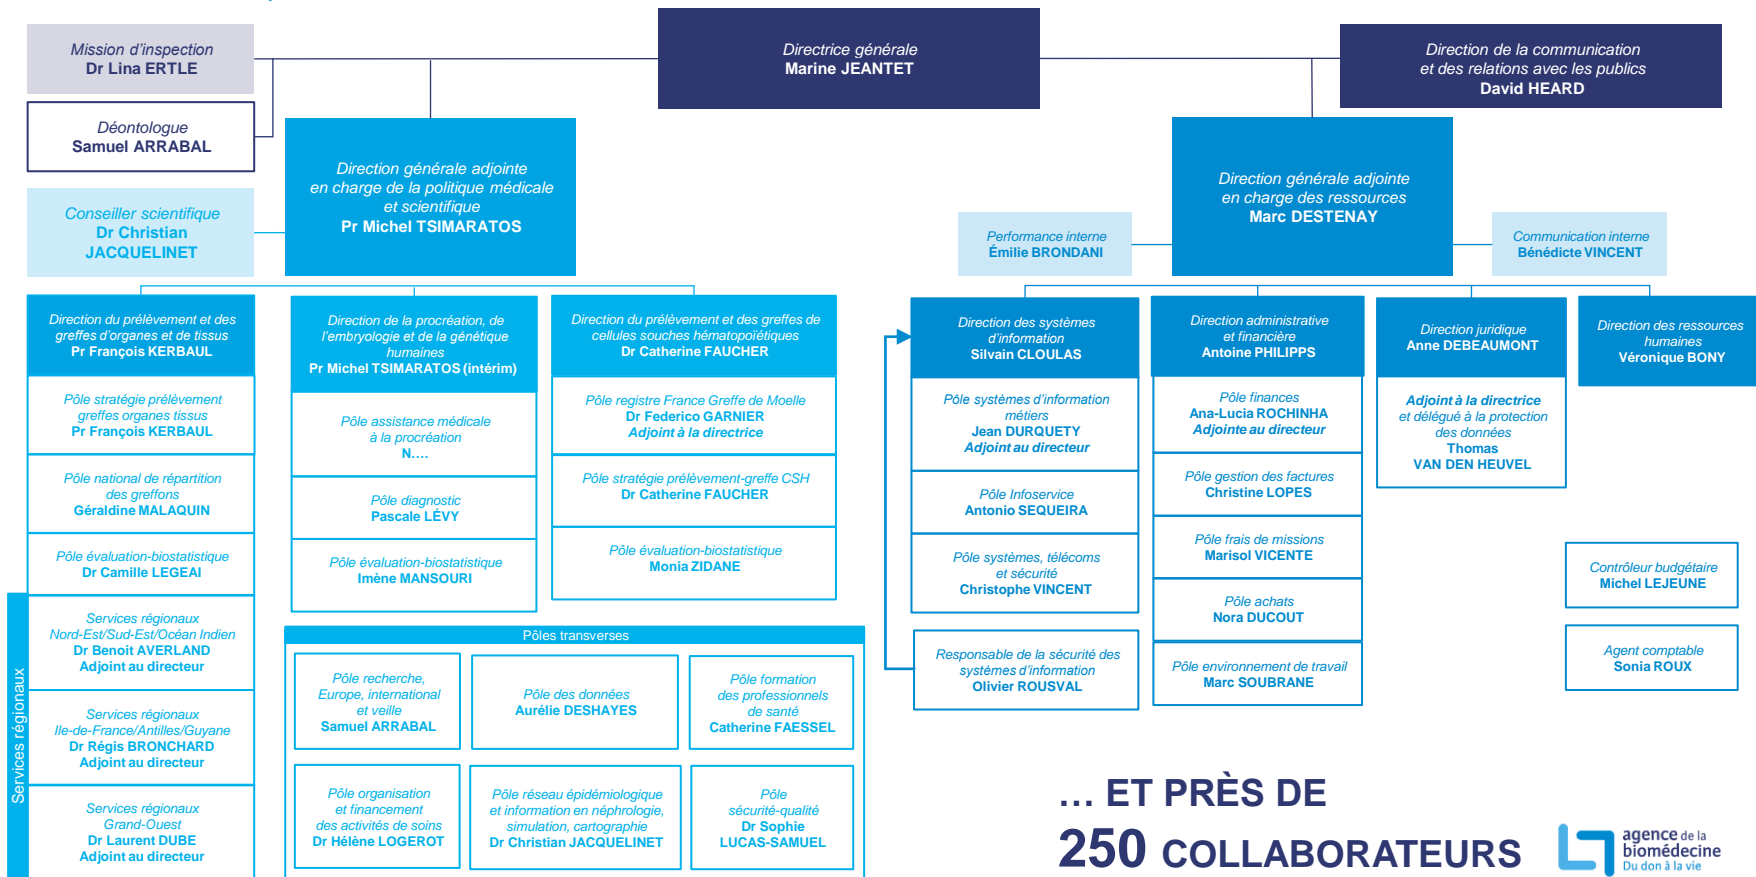 Mission d'inspection
Dr Lina ERTLE
Directrice générale
Marine JEANTET
Direction de la communication
et des relations avec les publics
David HEARD
Déontologue
Samuel ARRABAL
Direction générale adjointe
en charge de la politique médicale
et scientifique
Pr Michel TSIMARATOS
Direction générale adjointe
en charge des ressources
Marc DESTENAY
Conseiller scientifique
Dr Christian
JACQUELINET
Performance interne
Émilie BRONDANI
Communication interne
Bénédicte VINCENT
Direction du prélèvement et des
greffes d'organes et de tissus
Pr François KERBAUL
Pôle stratégie prélèvement
greffes organes tissus
Pr François KERBAUL
Pôle national de répartition
des greffons
Géraldine MALAQUIN
Pôle évaluation-biostatistique
Dr Camille LEGEAI
Services régionaux
Services régionaux
Nord-Est/Sud-Est/Océan Indien
Dr Benoit AVERLAND
Adjoint au directeur
Services régionaux
Ile-de-France/Antilles/Guyane
Dr Régis BRONCHARD
Adjoint au directeur
Services régionaux
Grand-Ouest
Dr Laurent DUBE
Adjoint au directeur
Direction de la procréation, de
l'embryologie et de la génétique
humaines
Pr Michel TSIMARATOS (intérim)
Pôle assistance médicale
à la procréation
N....
Pôle diagnostic
Pascale LÉVY
Pôle évaluation-biostatistique
Imène MANSOURI
Direction du prélèvement et des greffes de
cellules souches hématopoïétiques
Dr Catherine FAUCHER
Pôle registre France Greffe de Moelle
Dr Federico GARNIER
Adjoint à la directrice
Pôle stratégie prélèvement-greffe CSH
Dr Catherine FAUCHER
Pôle évaluation-biostatistique
Monia ZIDANE
Pôles transverses
Pôle recherche,
Europe, international
et veille
Samuel ARRABAL
Pôle des données
Aurélie DESHAYES
Pôle formation
des professionnels
de santé
Catherine FAESSEL
Pôle organisation
et financement
des activités de soins
Dr Hélène LOGEROT
Pôle réseau épidémiologique
et information en néphrologie,
simulation, cartographie
Dr Christian JACQUELINET
Pôle
sécurité-qualité
Dr Sophie
LUCAS-SAMUEL
Direction des systèmes
d'information
Silvain CLOULAS
Pôle systèmes d'information
métiers
Jean DURQUETY
Adjoint au directeur
Pôle Infoservice
Antonio SEQUEIRA
Pôle systèmes, télécoms
et sécurité
Christophe VINCENT
Responsable de la sécurité des
systèmes d'information
Olivier ROUSVAL
Direction administrative
et financière
Antoine PHILIPPS
Pôle finances
Ana-Lucia ROCHINHA
Adjointe au directeur
Pôle gestion des factures
Christine LOPES
Pôle frais de missions
Marisol VICENTE
Pôle achats
Nora DUCOUT
Pôle environnement de travail
Marc SOUBRANE
Direction juridique
Anne DEBEAUMONT
Adjoint à la directrice
et délégué à la protection
des données
Thomas
VAN DEN HEUVEL
Direction des ressources
humaines
Véronique BONY
Contrôleur budgétaire
Michel LEJEUNE
Agent comptable
Sonia ROUX
... ET PRÈS DE
250 COLLABORATEURS
agence de la
biomédecine
Du don à la vie